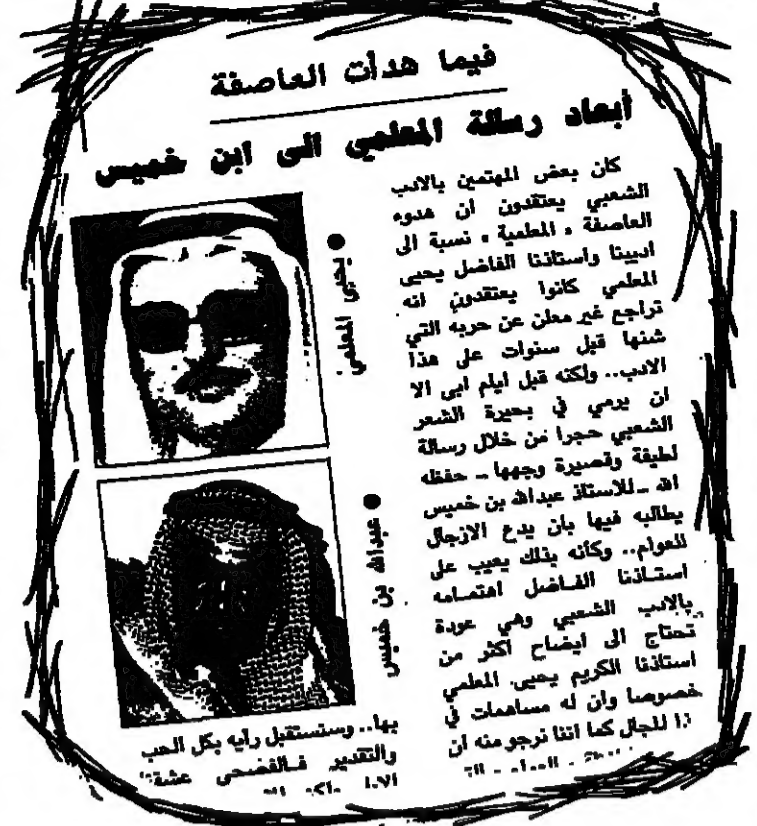 فيما هدأت العاصفة
أبعاد رسالة المعلمي الى ابن خميس
كان بعض المهتمين بالادب
الشعبي يعتقدون ان هدوء
العاصفة « المعلمية » نسبة الى
اديبنا واستاذنا الفاضل يحيى
المعلمي كانوا يعتقدون انه
تراجع غير معلن عن حربه التي
شنها قبل سنوات على هذا
الادب.. ولكنه قبل ايام ابى الا
ان يرمي في بحيرة الشعر
الشعبي حجرا من خلال رسالة
لطيفة وقصيرة وجهها ـ حفظه
الله ـ للاستاذ عبدالله بن خميس
يطالبه فيها بان يدع الازجال
للعوام.. وكأنه بذلك يعيب على
استاذنا الفاضل اهتمامه
بالادب الشعبي وهي عودة
تحتاج الى ايضاح اكثر من
استاذنا الكريم يحيى المعلمي
خصوصا وان له مساهمات في
المجال كما اننا نرجو منه ان
● يحيى المعلمي
● عبدالله بن خميس
بها.. وسنستقبل رأيه بكل الحب
والتقدير فالفصحى عشقنا